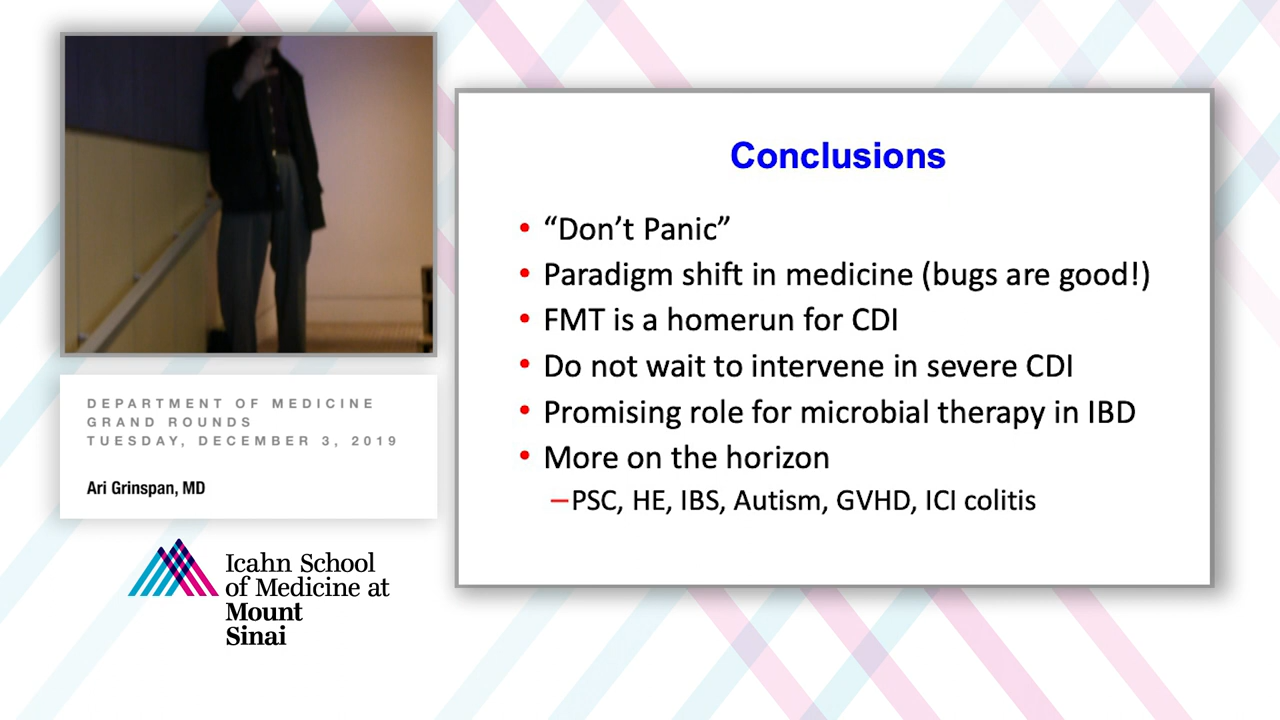 DEPARTMENT OF MEDICINE
GRAND ROUNDS
TUESDAY, DECEMBER 3, 2019
Ari Grinspan, MD
Icahn School
of Medicine at
Mount
Sinai
Conclusions
• “Don’t Panic”
• Paradigm shift in medicine (bugs are good!)
• FMT is a homerun for CDI
• Do not wait to intervene in severe CDI
• Promising role for microbial therapy in IBD
• More on the horizon
–PSC, HE, IBS, Autism, GVHD, ICI colitis